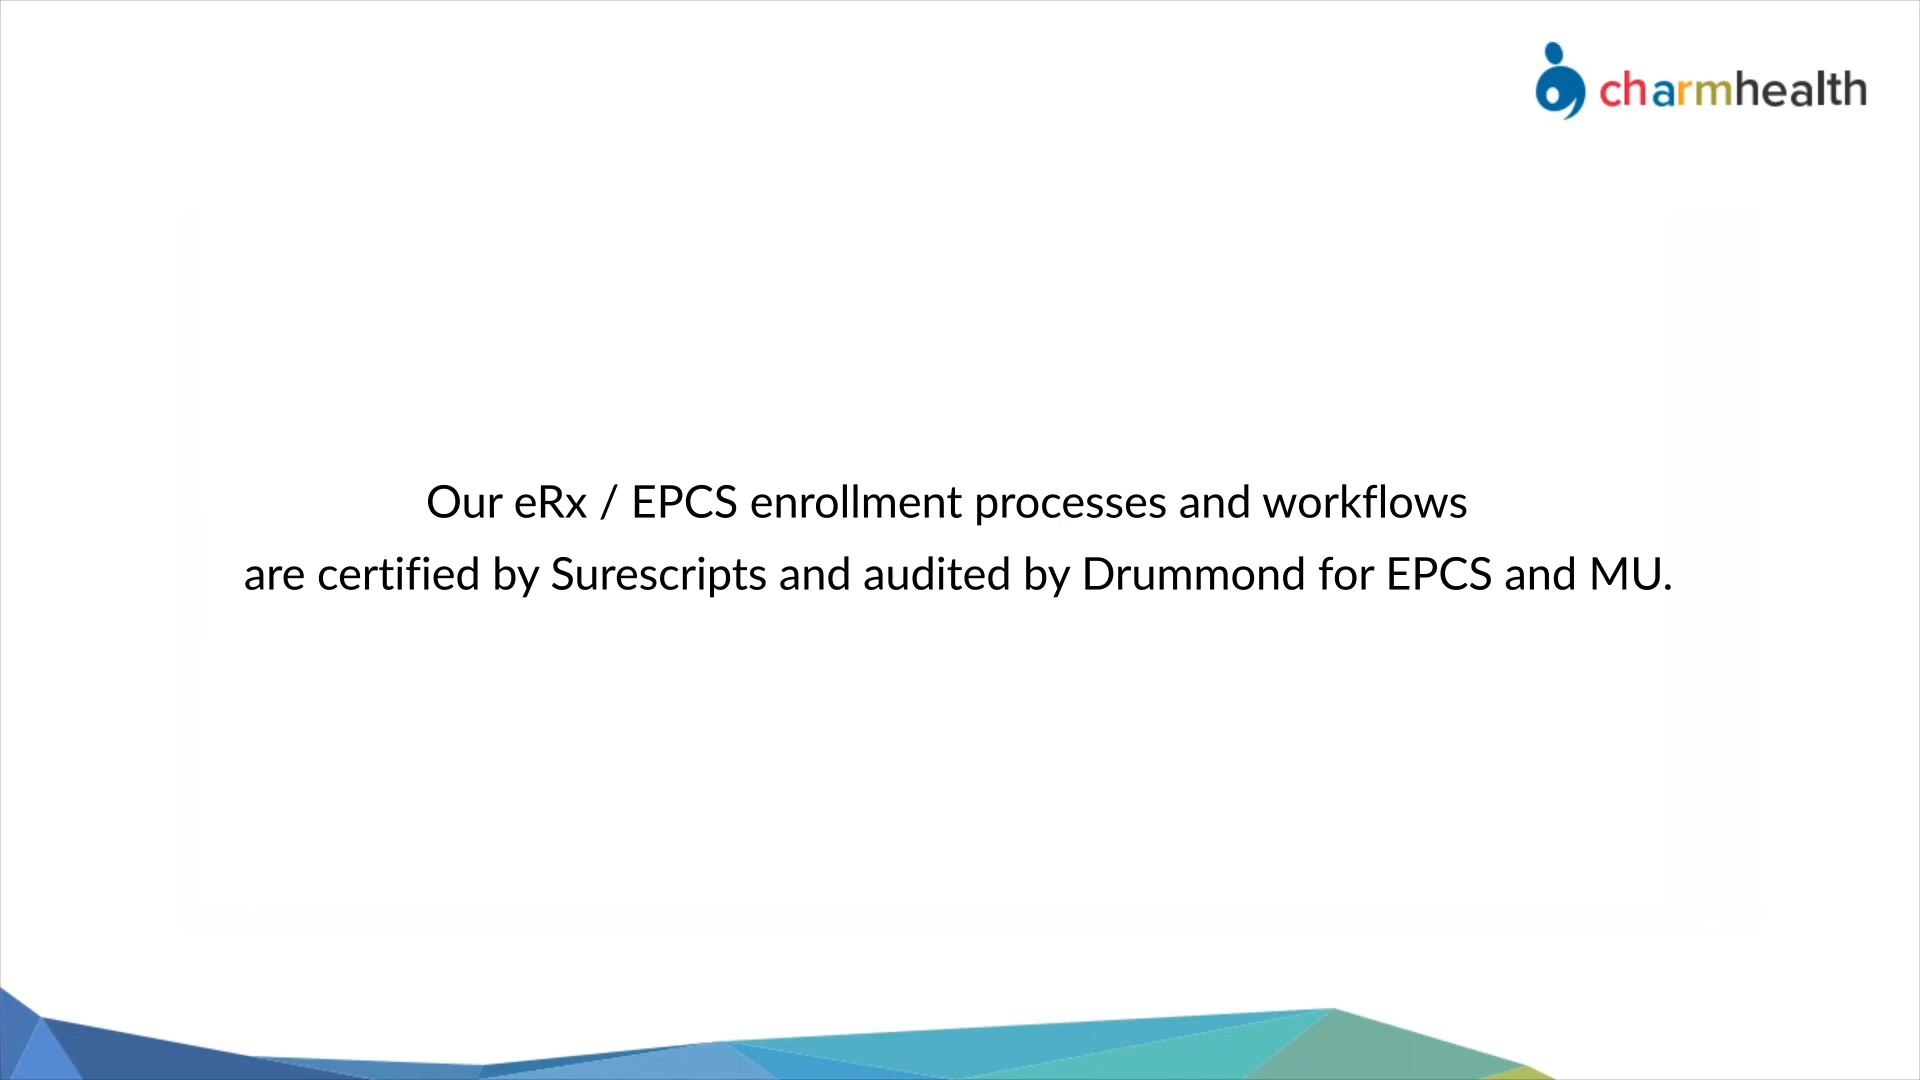 charmhealth
Our eRx / EPCS enrollment processes and workflows
are certified by Surescripts and audited by Drummond for EPCS and MU.